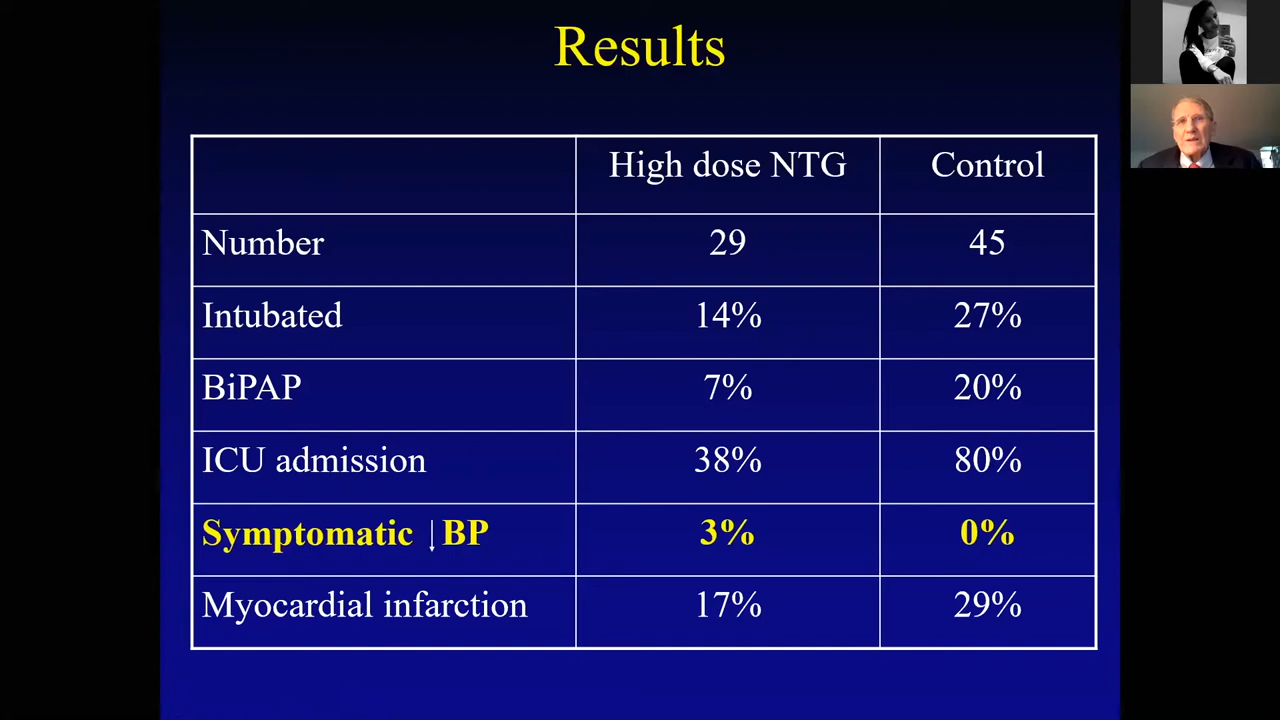 Results
High dose NTG Control
Number 29 45
Intubated 14% 27%
BiPAP 7% 20%
ICU admission 38% 80%
Symptomatic ↓BP 3% 0%
Myocardial infarction 17% 29%